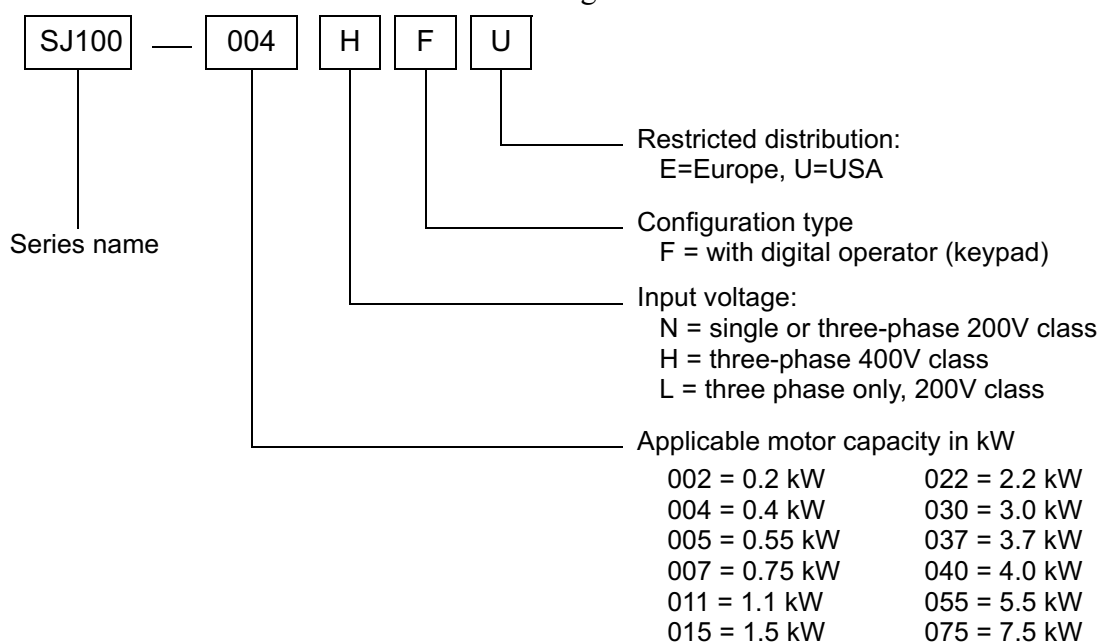 SJ100 — 004 H F U
Restricted distribution:
E=Europe, U=USA
Configuration type
F = with digital operator (keypad)
Series name
Input voltage:
N = single or three-phase 200V class
H = three-phase 400V class
L = three phase only, 200V class
Applicable motor capacity in kW
002 = 0.2 kW 022 = 2.2 kW
004 = 0.4 kW 030 = 3.0 kW
005 = 0.55 kW 037 = 3.7 kW
007 = 0.75 kW 040 = 4.0 kW
011 = 1.1 kW 055 = 5.5 kW
015 = 1.5 kW 075 = 7.5 kW